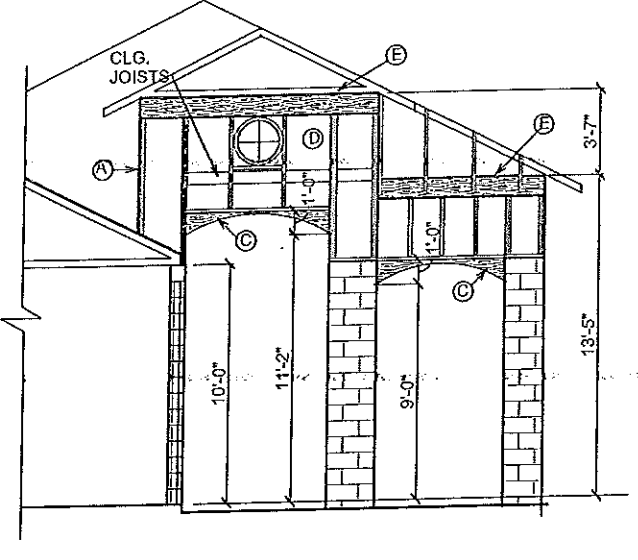 CLG.
JOISTS
E
A
D
E
3'-7"
1'-0"
1'-0"
C
C
10'-0"
11'-2"
9'-0"
13'-5"